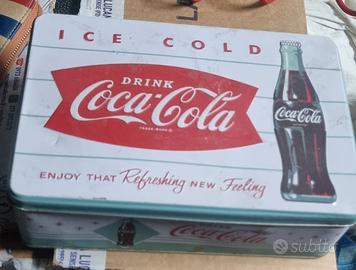 ICE COLD
DRINK
Coca-Cola
TRADE-MARK ®
Coca-Cola
ENJOY THAT Refreshing NEW Feeling
Coca-Cola
subito